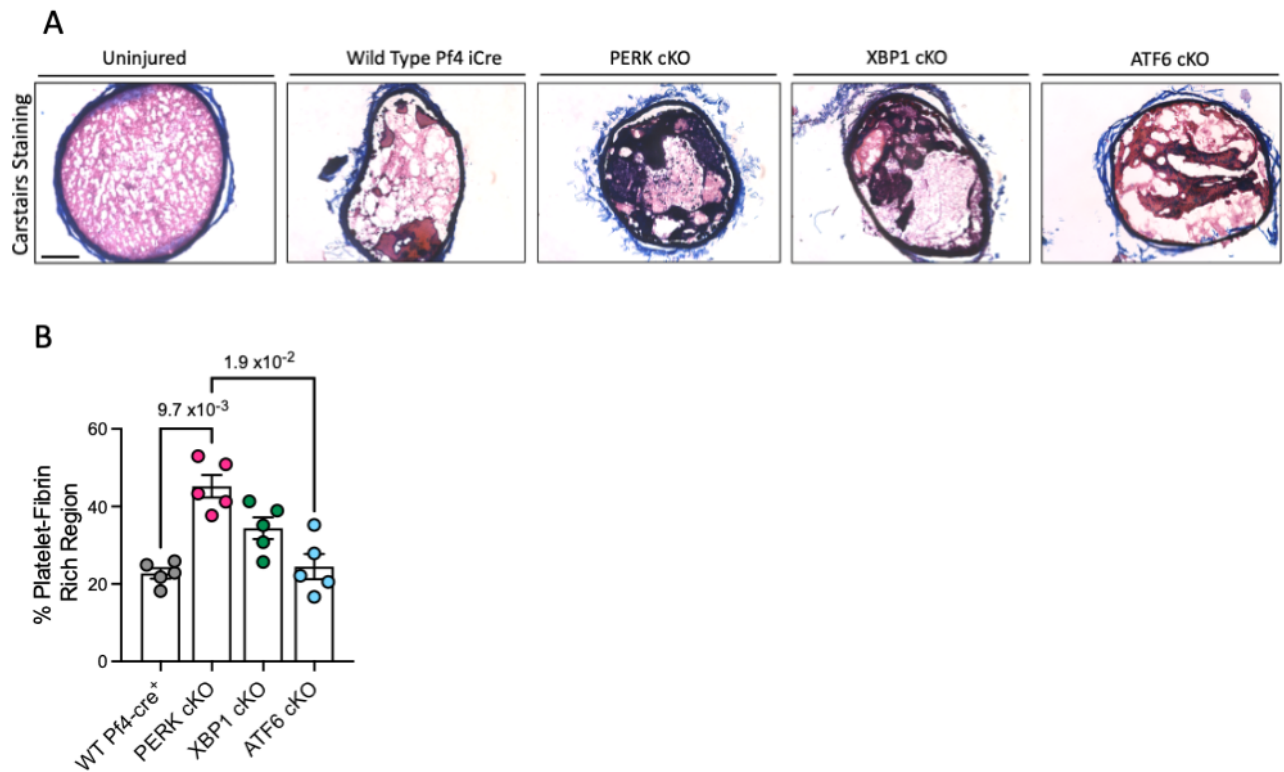 A
Uninjured
Wild Type Pf4 iCre
PERK cKO
XBP1 cKO
ATF6 cKO
Carstairs Staining
B
1.9 x10⁻²
9.7 x10⁻³
% Platelet-Fibrin
Rich Region
60
40
20
0
WT Pf4-cre⁺
PERK cKO
XBP1 cKO
ATF6 cKO